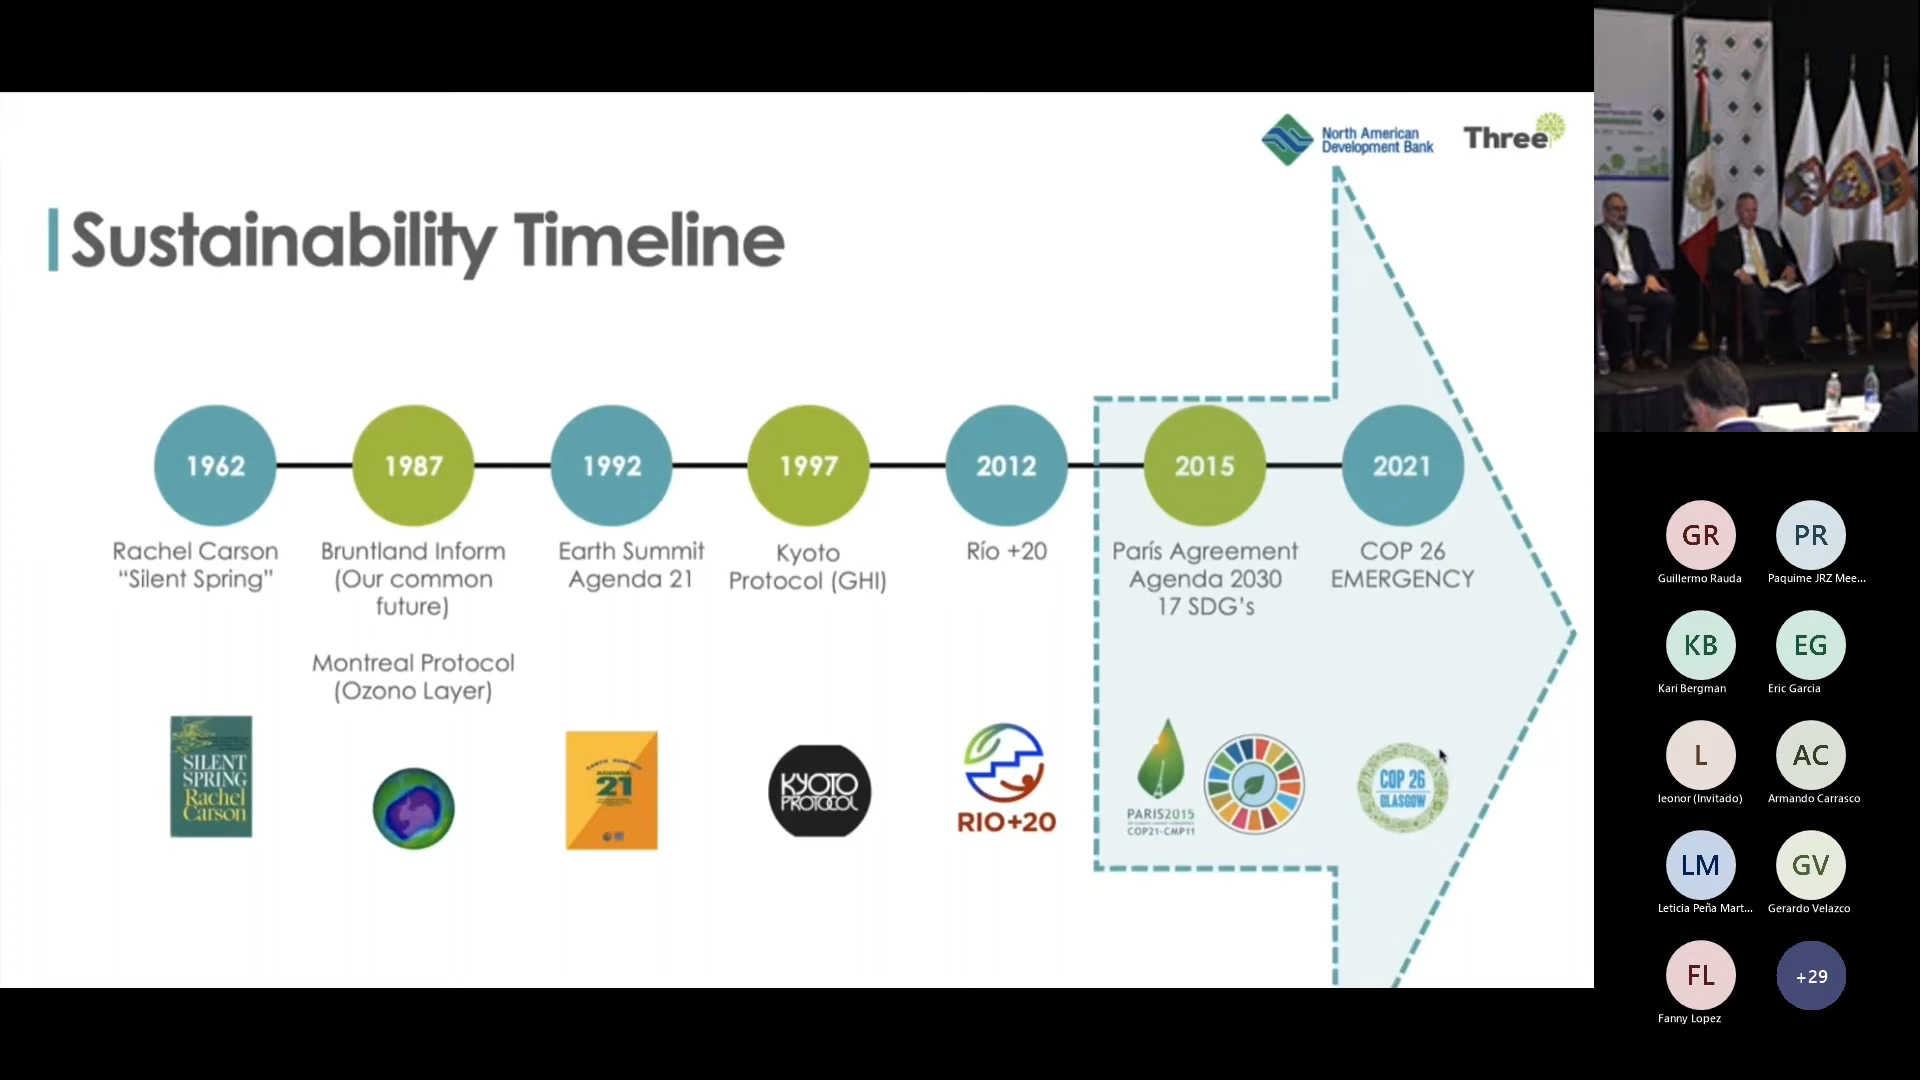 North American
Development Bank
Three
Sustainability Timeline
1962
1987
1992
1997
2012
2015
2021
Rachel Carson
“Silent Spring”
Bruntland Inform
(Our common
future)
Montreal Protocol
(Ozono Layer)
Earth Summit
Agenda 21
Kyoto
Protocol (GHI)
Río +20
París Agreement
Agenda 2030
17 SDG’s
COP 26
EMERGENCY
SILENT
SPRING
Rachel
Carson
EARTH SUMMIT
AGENDA
21
KYOTO
PROTOCOL
RIO+20
PARIS2015
COP21-CMP11
COP 26
GLASGOW
GR
Guillermo Rauda
PR
Paquime JRZ Mee...
KB
Kari Bergman
EG
Eric Garcia
L
leonor (Invitado)
AC
Armando Carrasco
LM
Leticia Peña Mart...
GV
Gerardo Velazco
FL
Fanny Lopez
+29